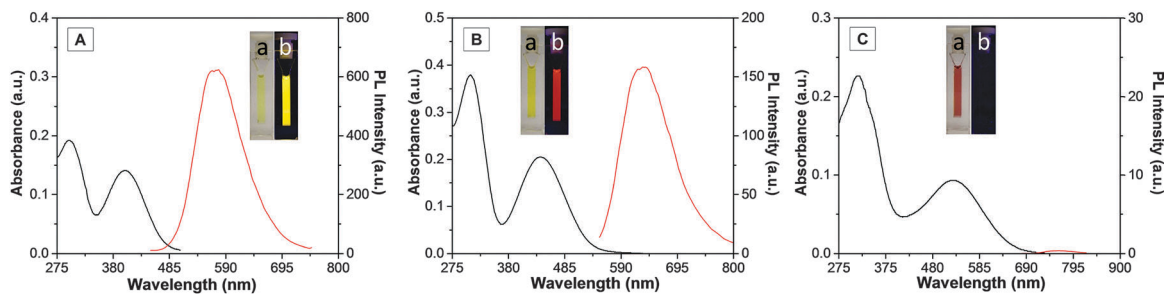 A
a b
Absorbance (a.u.)
0.4
0.3
0.2
0.1
0.0
PL Intensity (a.u.)
800
600
400
200
0
275 380 485 590 695 800
Wavelength (nm)
B
a b
Absorbance (a.u.)
0.5
0.4
0.3
0.2
0.1
0.0
PL Intensity (a.u.)
200
150
100
50
0
275 380 485 590 695 800
Wavelength (nm)
C
a b
Absorbance (a.u.)
0.3
0.2
0.1
0.0
PL Intensity (a.u.)
30
20
10
0
275 375 480 585 690 795 900
Wavelength (nm)